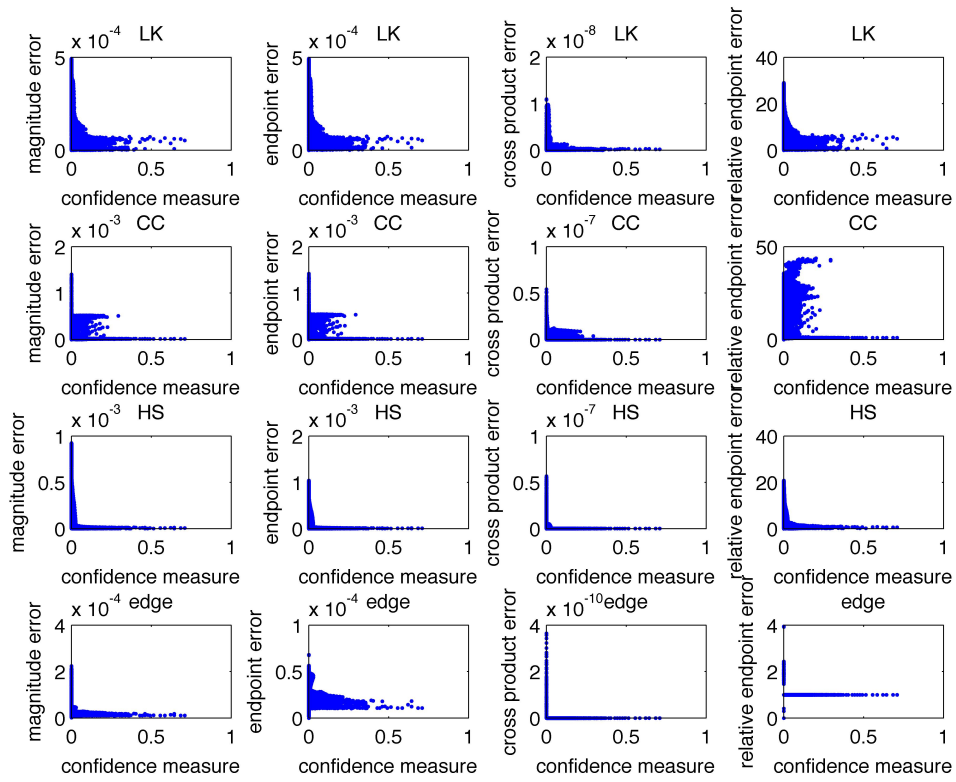 x 10⁻⁴ LK
magnitude error
5
0
0 0.5 1
confidence measure
x 10⁻⁴ LK
endpoint error
5
0
0 0.5 1
confidence measure
x 10⁻⁸ LK
cross product error
2
1
0
0 0.5 1
confidence measure
LK
relative endpoint error
40
20
0
0 0.5 1
confidence measure
x 10⁻³ CC
magnitude error
2
1
0
0 0.5 1
confidence measure
x 10⁻³ CC
endpoint error
2
1
0
0 0.5 1
confidence measure
x 10⁻⁷ CC
cross product error
1
0.5
0
0 0.5 1
confidence measure
CC
relative endpoint error
50
0
0 0.5 1
confidence measure
x 10⁻³ HS
magnitude error
1
0.5
0
0 0.5 1
confidence measure
x 10⁻³ HS
endpoint error
2
1
0
0 0.5 1
confidence measure
x 10⁻⁷ HS
cross product error
1
0.5
0
0 0.5 1
confidence measure
HS
relative endpoint error
40
20
0
0 0.5 1
confidence measure
x 10⁻⁴ edge
magnitude error
4
2
0
0 0.5 1
confidence measure
x 10⁻⁴ edge
endpoint error
1
0.5
0
0 0.5 1
confidence measure
x 10⁻¹⁰ edge
cross product error
4
2
0
0 0.5 1
confidence measure
edge
relative endpoint error
4
2
0
0 0.5 1
confidence measure